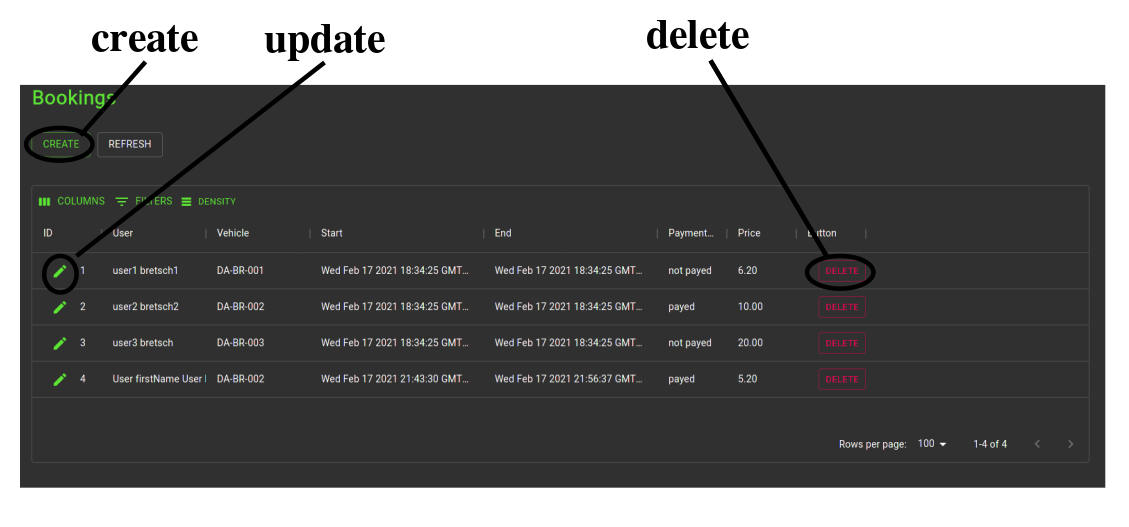 create update delete
Bookings
CREATE REFRESH
COLUMNS FILTERS DENSITY
ID User Vehicle Start End Payment... Price Button
1 user1 bretsch1 DA-BR-001 Wed Feb 17 2021 18:34:25 GMT... Wed Feb 17 2021 18:34:25 GMT... not payed 6.20 DELETE
2 user2 bretsch2 DA-BR-002 Wed Feb 17 2021 18:34:25 GMT... Wed Feb 17 2021 18:34:25 GMT... payed 10.00 DELETE
3 user3 bretsch DA-BR-003 Wed Feb 17 2021 18:34:25 GMT... Wed Feb 17 2021 18:34:25 GMT... not payed 20.00 DELETE
4 User firstName User DA-BR-002 Wed Feb 17 2021 21:43:30 GMT... Wed Feb 17 2021 21:56:37 GMT... payed 5.20 DELETE
Rows per page: 100 1-4 of 4